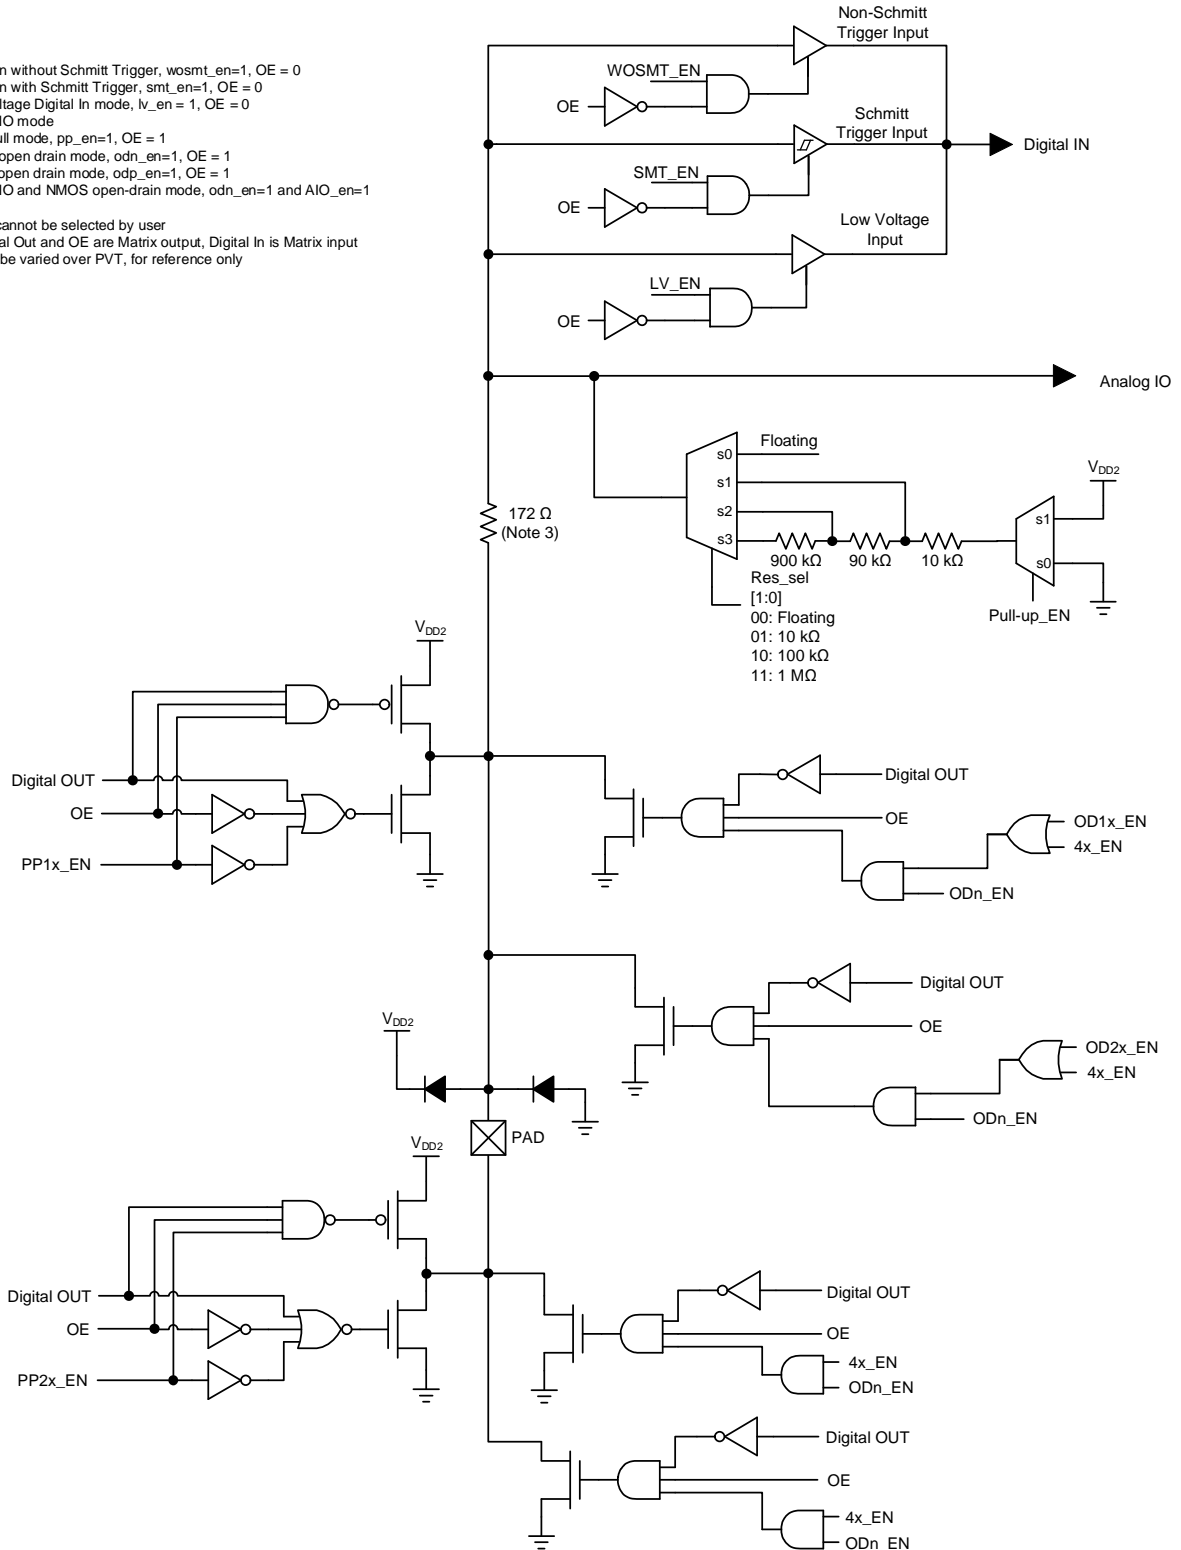 n without Schmitt Trigger, wosmt_en=1, OE = 0
n with Schmitt Trigger, smt_en=1, OE = 0
ltage Digital In mode, lv_en = 1, OE = 0
IO mode
ull mode, pp_en=1, OE = 1
open drain mode, odn_en=1, OE = 1
open drain mode, odp_en=1, OE = 1
IO and NMOS open-drain mode, odn_en=1 and AIO_en=1
cannot be selected by user
al Out and OE are Matrix output, Digital In is Matrix input
be varied over PVT, for reference only
Non-Schmitt
Trigger Input
WOSMT_EN
OE
Schmitt
Trigger Input
Digital IN
SMT_EN
OE
Low Voltage
Input
LV_EN
OE
Analog IO
Floating
s0
s1
s2
s3
900 kΩ
90 kΩ
10 kΩ
VDD2
s1
s0
Pull-up_EN
172 Ω
(Note 3)
Res_sel
[1:0]
00: Floating
01: 10 kΩ
10: 100 kΩ
11: 1 MΩ
VDD2
Digital OUT
OE
PP1x_EN
Digital OUT
OE
OD1x_EN
4x_EN
ODn_EN
Digital OUT
OE
OD2x_EN
4x_EN
ODn_EN
VDD2
PAD
VDD2
Digital OUT
OE
PP2x_EN
Digital OUT
OE
4x_EN
ODn_EN
Digital OUT
OE
4x_EN
ODn_EN